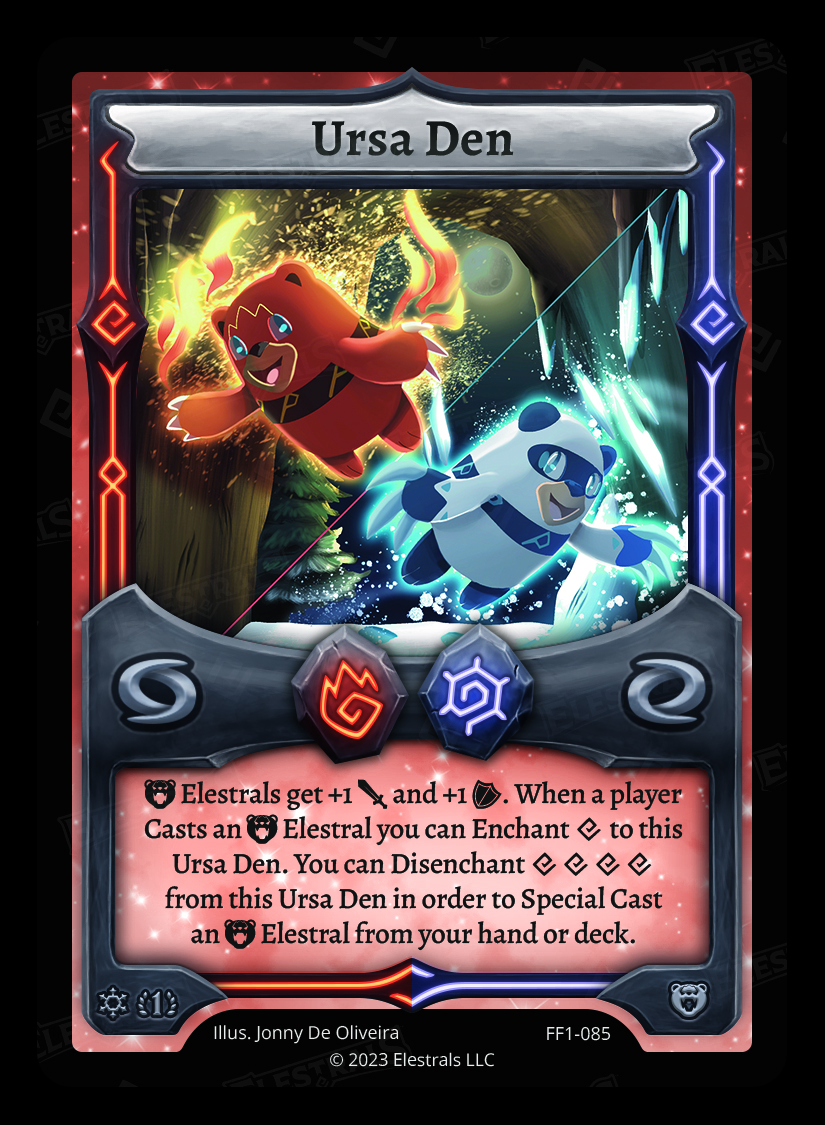 Ursa Den
Elestrals get +1 and +1 . When a player
Casts an Elestral you can Enchant to this
Ursa Den. You can Disenchant
from this Ursa Den in order to Special Cast
an Elestral from your hand or deck.
1
Illus. Jonny De Oliveira FF1-085
© 2023 Elestrals LLC